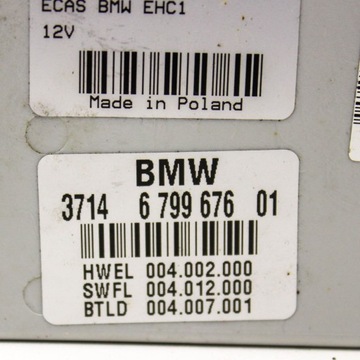 ECAS BMW EHC1
12V
Made in Poland
BMW
3714 6 799 676 01
HWEL 004.002.000
SWFL 004.012.000
BTLD 004.007.001